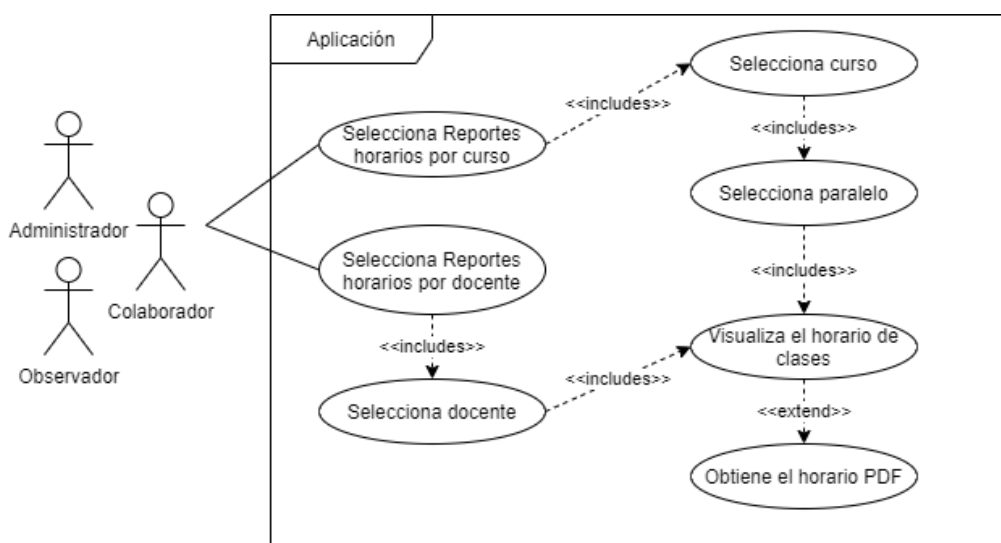 Aplicación
Selecciona curso
<<includes>>
Selecciona Reportes
horarios por curso
<<includes>>
Selecciona paralelo
Administrador
Colaborador
Observador
Selecciona Reportes
horarios por docente
<<includes>>
<<includes>>
Visualiza el horario de
clases
<<includes>>
Selecciona docente
<<extend>>
Obtiene el horario PDF